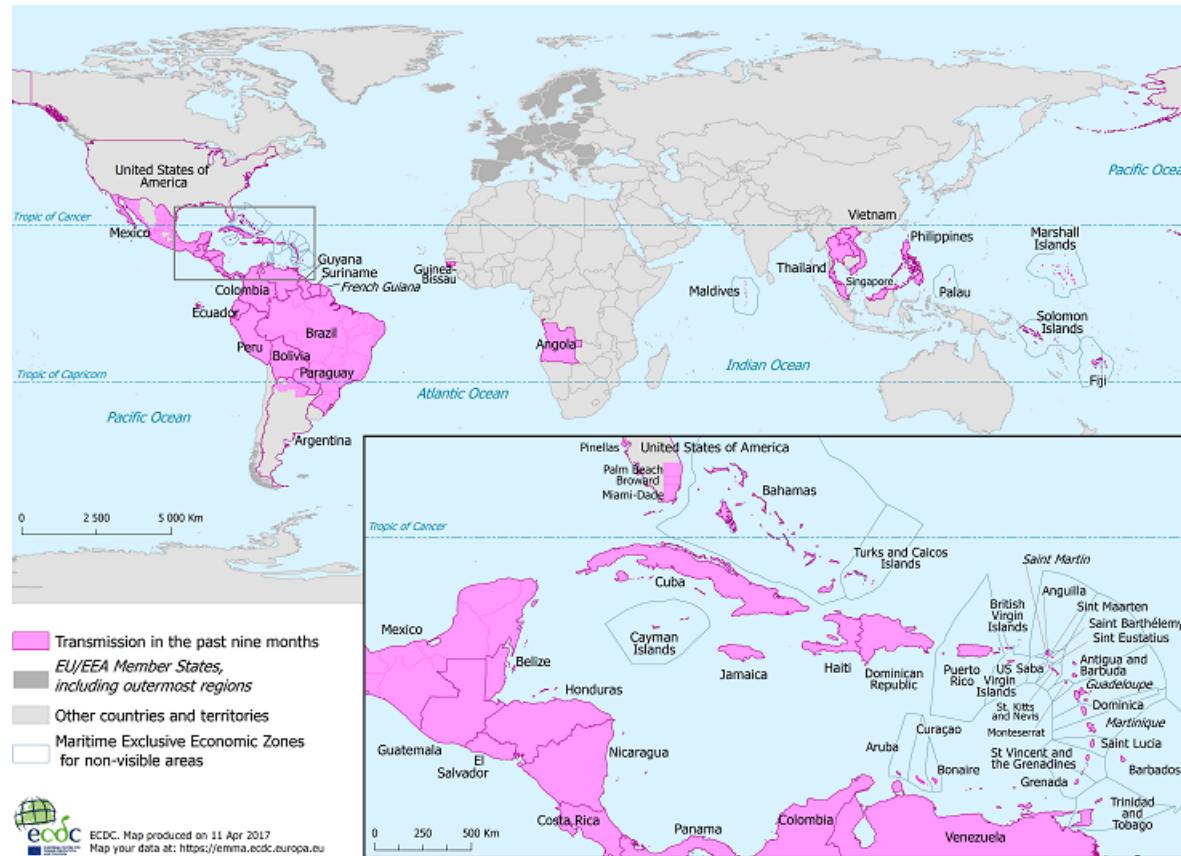 United States of
America
Pacific Ocea
Tropic of Cancer
Mexico
Vietnam
Philippines
Marshall
Islands
Guyana
Suriname
French Guiana
Guinea-
Bissau
Thailand
Singapore
Maldives
Palau
Colombia
Ecuador
Brazil
Solomon
Islands
Peru
Bolivia
Angola
Indian Ocean
Paraguay
Tropic of Capricorn
Atlantic Ocean
Fiji
Pacific Ocean
Argentina
0 2 500 5 000 Km
Pinellas
United States of America
Palm Beach
Broward
Miami-Dade
Bahamas
Tropic of Cancer
Turks and Caicos
Islands
Saint Martin
Cuba
Anguilla
British
Virgin
Islands
Sint Maarten
Saint Barthélemy
Sint Eustatius
Mexico
Cayman
Islands
Belize
Jamaica
Haiti
Dominican
Republic
Puerto
Rico
US
Virgin
Islands
Saba
Antigua and
Barbuda
Guadeloupe
Honduras
St. Kitts
and Nevis
Dominica
Monteserrat
Martinique
Curaçao
Aruba
Guatemala
El
Salvador
Nicaragua
St Vincent and
the Grenadines
Saint Lucia
Bonaire
Grenada
Barbados
Costa Rica
Panama
Colombia
Venezuela
Trinidad
and
Tobago
0 250 500 Km
Transmission in the past nine months
EU/EEA Member States,
including outermost regions
Other countries and territories
Maritime Exclusive Economic Zones
for non-visible areas
ecdc
ECDC. Map produced on 11 Apr 2017
Map your data at: https://emma.ecdc.europa.eu